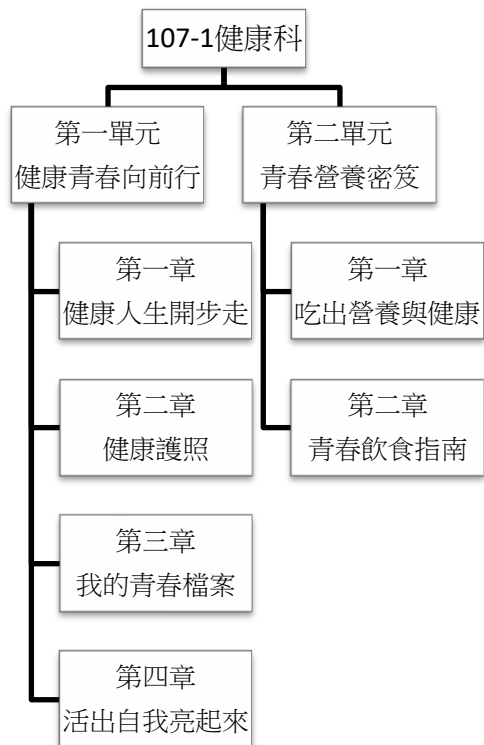 107-1健康科
第一單元
健康青春向前行
第一章
健康人生開步走
第二章
健康護照
第三章
我的青春檔案
第四章
活出自我亮起來
第二單元
青春營養密笈
第一章
吃出營養與健康
第二章
青春飲食指南